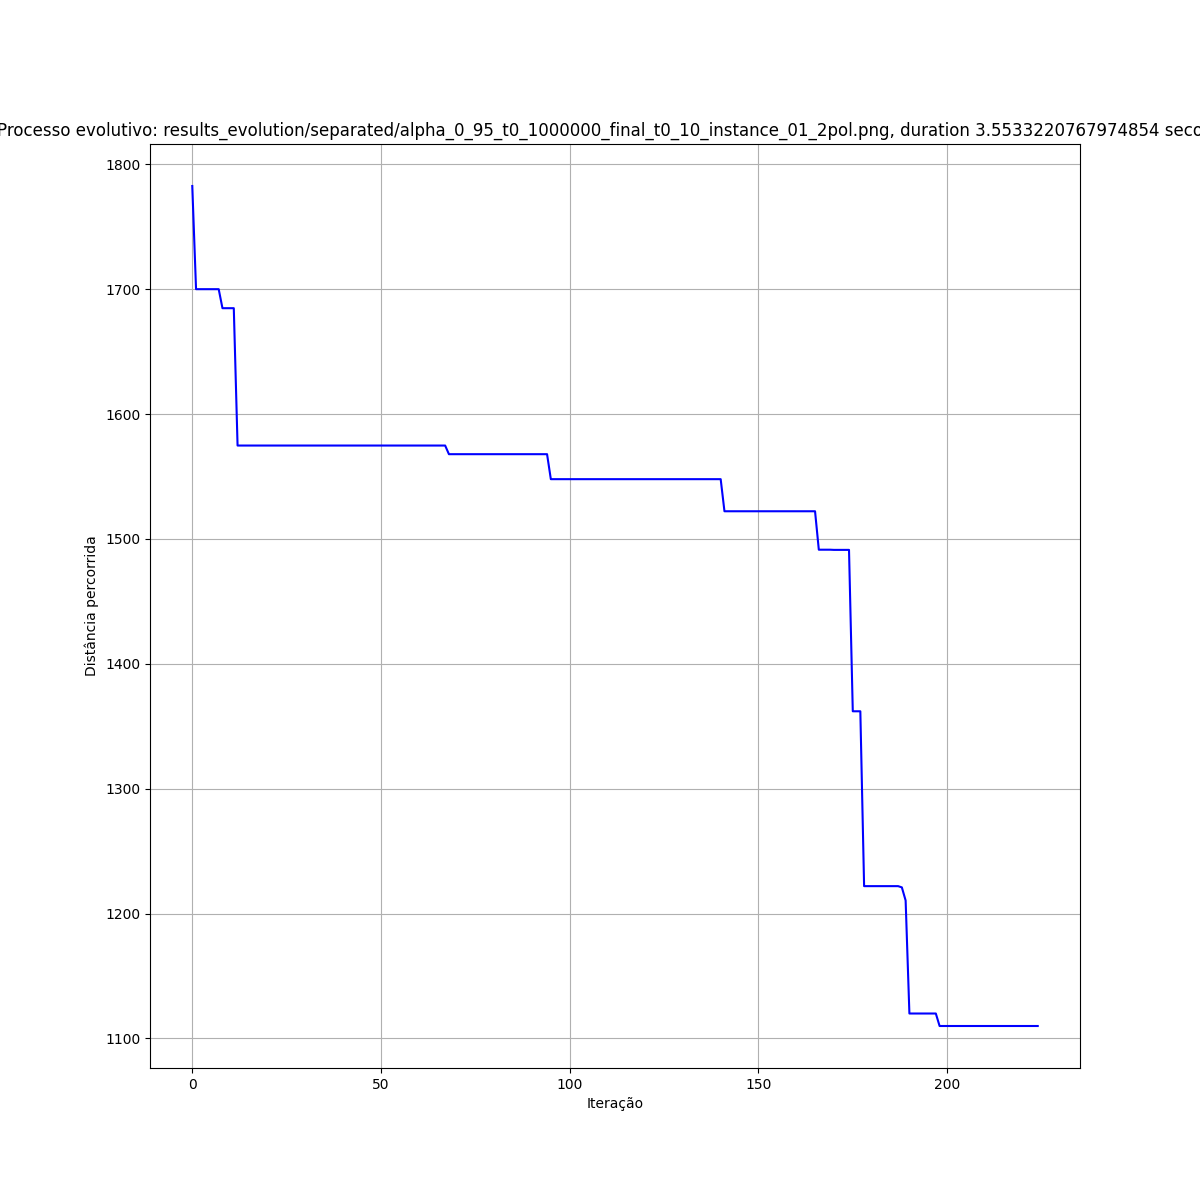 Processo evolutivo: results_evolution/separated/alpha_0_95_t0_1000000_final_t0_10_instance_01_2pol.png, duration 3.5533220767974854 seco
1800
1700
1600
1500
1400
1300
1200
1100
Distância percorrida
0 50 100 150 200
Iteração